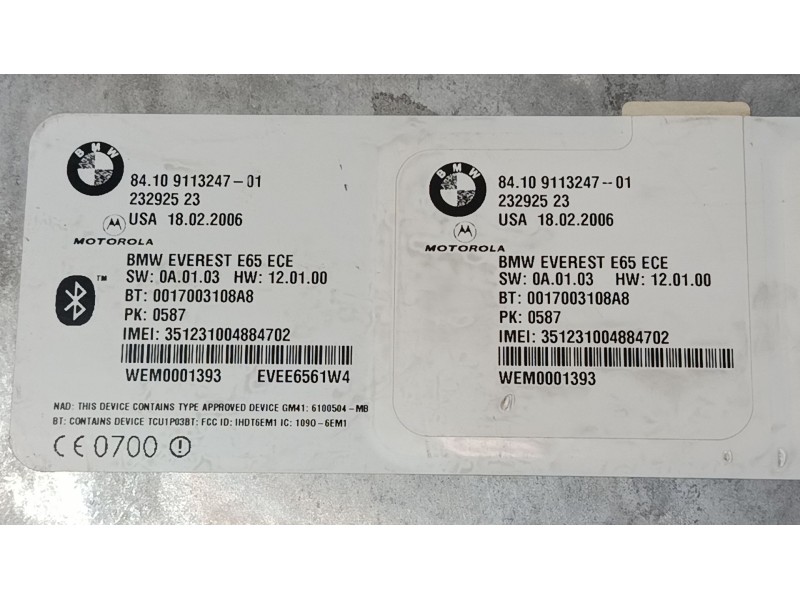 BMW
84.10 9113247-01
232925 23
USA 18.02.2006
MOTOROLA
BMW EVEREST E65 ECE
SW: 0A.01.03 HW: 12.01.00
TM
BT: 0017003108A8
PK: 0587
IMEI: 351231004884702
WEM0001393 EVEE6561W4
NAD: THIS DEVICE CONTAINS TYPE APPROVED DEVICE GM41: 6100504-MB
BT: CONTAINS DEVICE TCU1P03BT: FCC ID: IHDT6EM1 IC: 109O-6EM1
CE0700
BMW
84.10 9113247--01
232925 23
USA 18.02.2006
MOTOROLA
BMW EVEREST E65 ECE
SW: 0A.01.03 HW: 12.01.00
BT: 0017003108A8
PK: 0587
IMEI: 351231004884702
WEM0001393